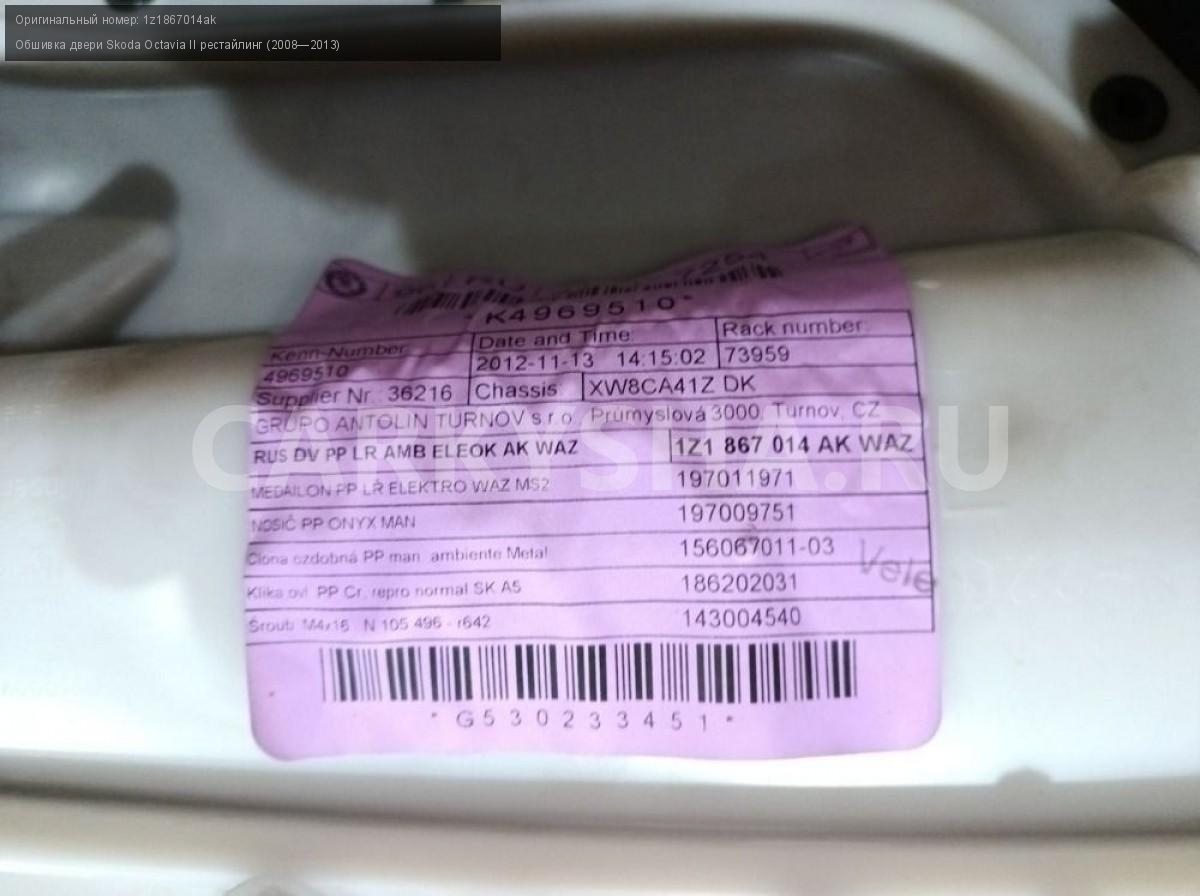 Оригинальный номер: 1z1867014ak
Обшивка двери Skoda Octavia II рестайлинг (2008—2013)
*K4969510*
Kenn-Number
4969510
Date and Time:
2012-11-13 14:15:02
Rack number:
73959
Supplier Nr.: 36216
Chassis:
XW8CA41Z DK
GRUPO ANTOLIN TURNOV s.r.o., Průmyslová 3000, Turnov, CZ
RUS DV PP LR AMB ELEOK AK WAZ
1Z1 867 014 AK WAZ
MEDAILON PP LR ELEKTRO WAZ MS2
197011971
NOSIČ PP ONYX MAN
197009751
Clona ozdobná PP man. ambiente Metal
156067011-03
Klika ovl. PP Cr. repro normal SK A5
186202031
Šroub M4x16 N 105 496 - r642
143004540
Vele
*G530233451*
CARKYSHA.RU